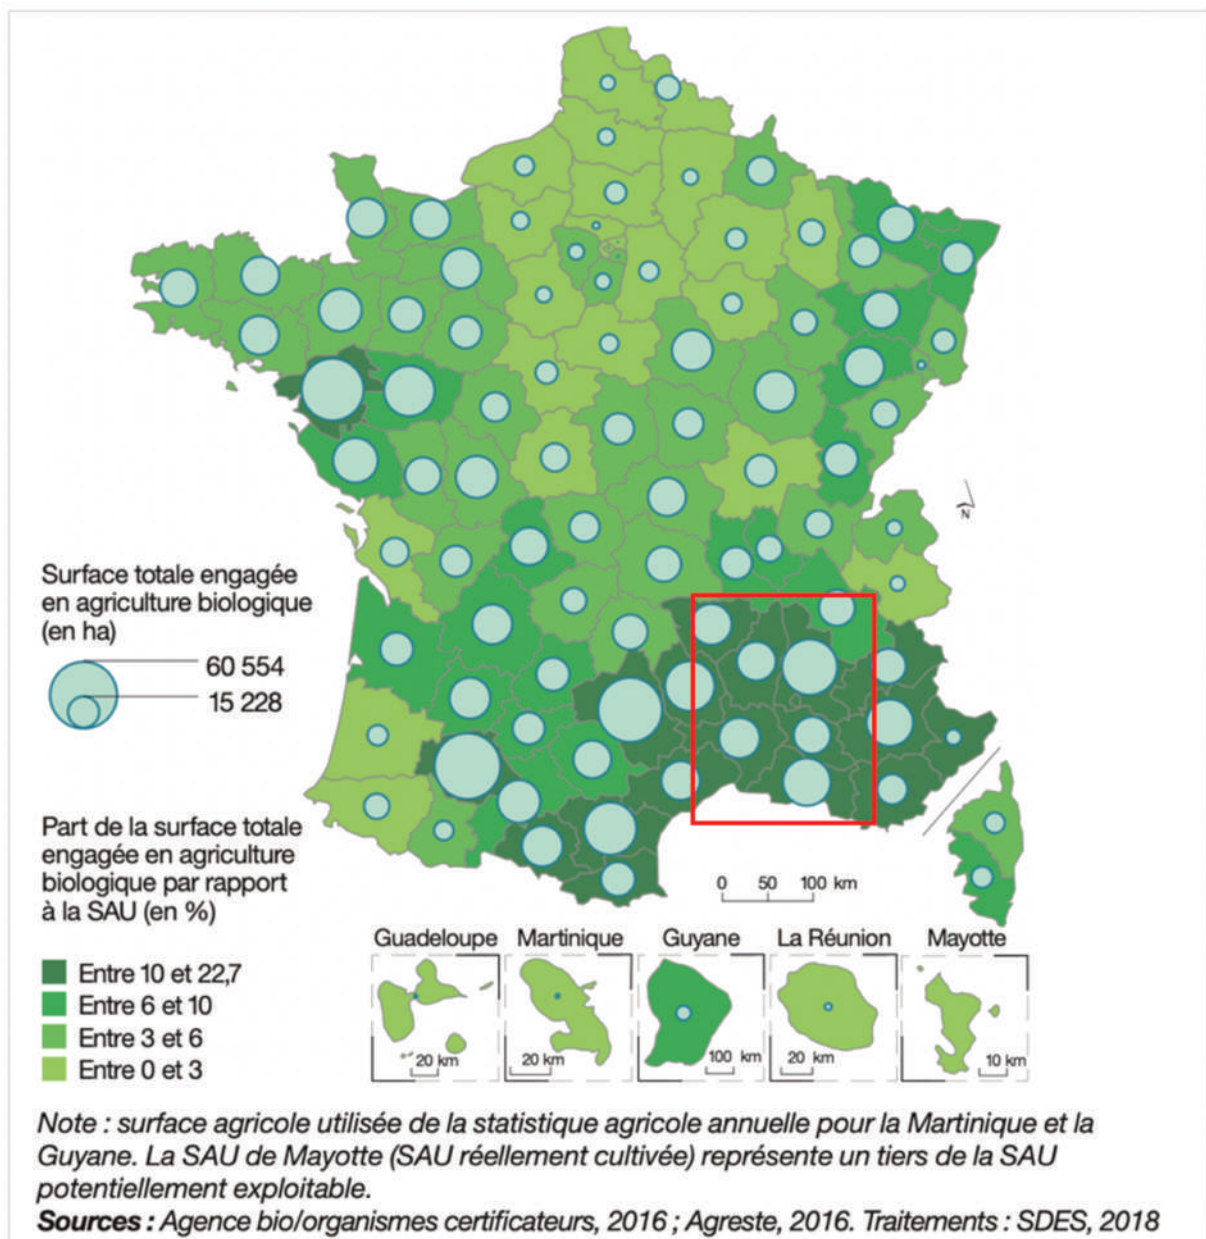 Surface totale engagée
en agriculture biologique
(en ha)
60 554
15 228
N
Part de la surface totale
engagée en agriculture
biologique par rapport
à la SAU (en %)
Entre 10 et 22,7
Entre 6 et 10
Entre 3 et 6
Entre 0 et 3
0 50 100 km
Guadeloupe
20 km
Martinique
20 km
Guyane
100 km
La Réunion
20 km
Mayotte
10 km
Note : surface agricole utilisée de la statistique agricole annuelle pour la Martinique et la
Guyane. La SAU de Mayotte (SAU réellement cultivée) représente un tiers de la SAU
potentiellement exploitable.
Sources : Agence bio/organismes certificateurs, 2016 ; Agreste, 2016. Traitements : SDES, 2018